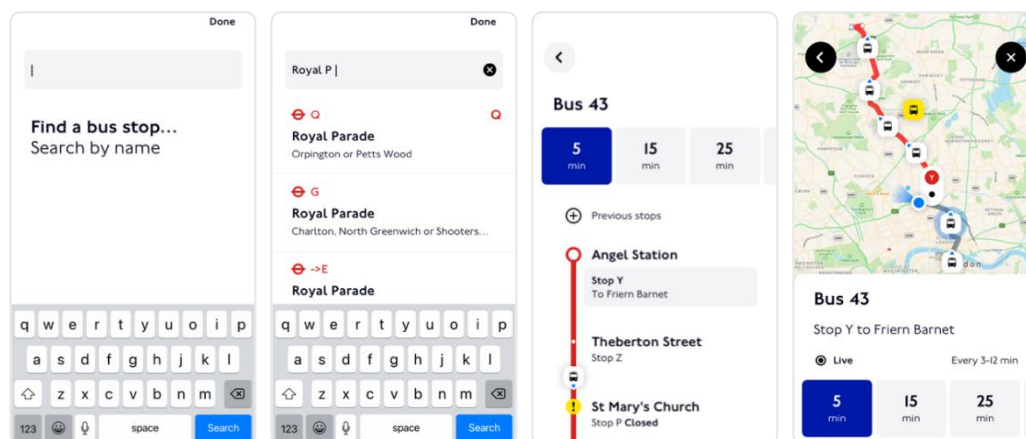 Done
Find a bus stop...
Search by name
q w e r t y u o i p
a s d f g h j k l
z x c v b n m
123 space Search
Done
Royal P
Q Q
Royal Parade
Orpington or Petts Wood
G
Royal Parade
Charlton, North Greenwich or Shooters...
->E
Royal Parade
q w e r t y u o i p
a s d f g h j k l
z x c v b n m
123 space Search
Bus 43
5 15 25
min min min
Previous stops
Angel Station
Stop Y
To Friern Barnet
Theberton Street
Stop Z
St Mary's Church
Stop P Closed
Y
Bus 43
Stop Y to Friern Barnet
Live Every 3-12 min
5 15 25
min min min